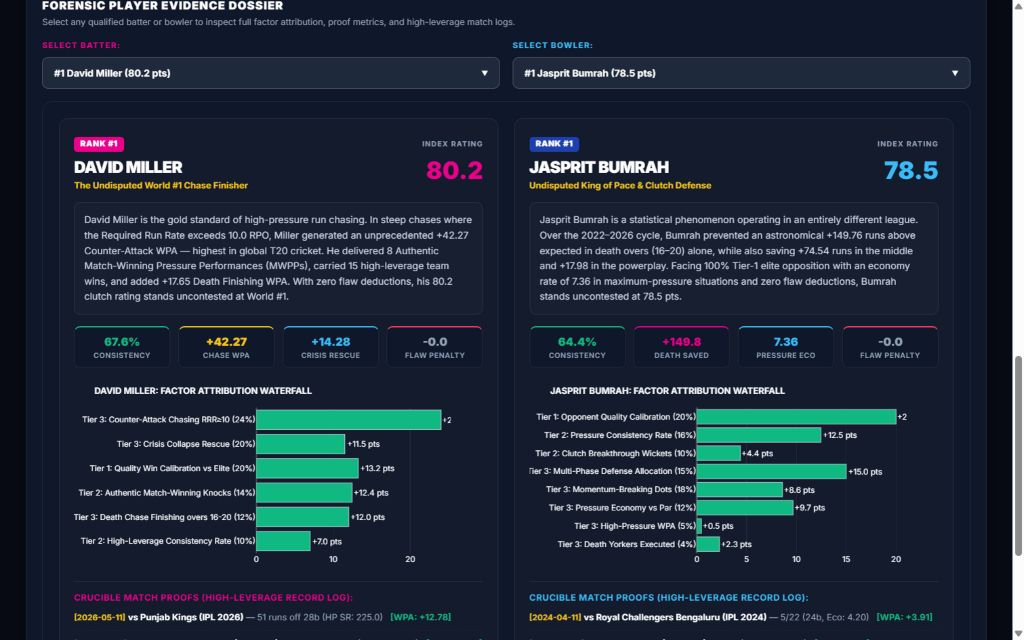 FORENSIC PLAYER EVIDENCE DOSSIER
Select any qualified batter or bowler to inspect full factor attribution, proof metrics, and high-leverage match logs.
SELECT BATTER:
#1 David Miller (80.2 pts)
SELECT BOWLER:
#1 Jasprit Bumrah (78.5 pts)
RANK #1
INDEX RATING
DAVID MILLER
80.2
The Undisputed World #1 Chase Finisher
David Miller is the gold standard of high-pressure run chasing. In steep chases where
the Required Run Rate exceeds 10.0 RPO, Miller generated an unprecedented +42.27
Counter-Attack WPA — highest in global T20 cricket. He delivered 8 Authentic
Match-Winning Pressure Performances (MWPPs), carried 15 high-leverage team
wins, and added +17.65 Death Finishing WPA. With zero flaw deductions, his 80.2
clutch rating stands uncontested at World #1.
67.6%
CONSISTENCY
+42.27
CHASE WPA
+14.28
CRISIS RESCUE
-0.0
FLAW PENALTY
DAVID MILLER: FACTOR ATTRIBUTION WATERFALL
Tier 3: Counter-Attack Chasing RRR≥10 (24%) +2
Tier 3: Crisis Collapse Rescue (20%) +11.5 pts
Tier 1: Quality Win Calibration vs Elite (20%) +13.2 pts
Tier 2: Authentic Match-Winning Knocks (14%) +12.4 pts
Tier 3: Death Chase Finishing overs 16-20 (12%) +12.0 pts
Tier 2: High-Leverage Consistency Rate (10%) +7.0 pts
0 10 20
CRUCIBLE MATCH PROOFS (HIGH-LEVERAGE RECORD LOG):
[2026-05-11] vs Punjab Kings (IPL 2026) — 51 runs off 28b (HP SR: 225.0) [WPA: +12.78]
RANK #1
INDEX RATING
JASPRIT BUMRAH
78.5
Undisputed King of Pace & Clutch Defense
Jasprit Bumrah is a statistical phenomenon operating in an entirely different league.
Over the 2022–2026 cycle, Bumrah prevented an astronomical +149.76 runs above
expected in death overs (16–20) alone, while also saving +74.54 runs in the middle
and +17.98 in the powerplay. Facing 100% Tier-1 elite opposition with an economy
rate of 7.36 in maximum-pressure situations and zero flaw deductions, Bumrah
stands uncontested at 78.5 pts.
64.4%
CONSISTENCY
+149.8
DEATH SAVED
7.36
PRESSURE ECO
-0.0
FLAW PENALTY
JASPRIT BUMRAH: FACTOR ATTRIBUTION WATERFALL
Tier 1: Opponent Quality Calibration (20%) +2
Tier 2: Pressure Consistency Rate (16%) +12.5 pts
Tier 2: Clutch Breakthrough Wickets (10%) +4.4 pts
Tier 3: Multi-Phase Defense Allocation (15%) +15.0 pts
Tier 3: Momentum-Breaking Dots (18%) +8.6 pts
Tier 3: Pressure Economy vs Par (12%) +9.7 pts
Tier 3: High-Pressure WPA (5%) +0.5 pts
Tier 3: Death Yorkers Executed (4%) +2.3 pts
0 5 10 15 20
CRUCIBLE MATCH PROOFS (HIGH-LEVERAGE RECORD LOG):
[2024-04-11] vs Royal Challengers Bengaluru (IPL 2024) — 5/22 (24b, Eco: 4.20) [WPA: +3.91]